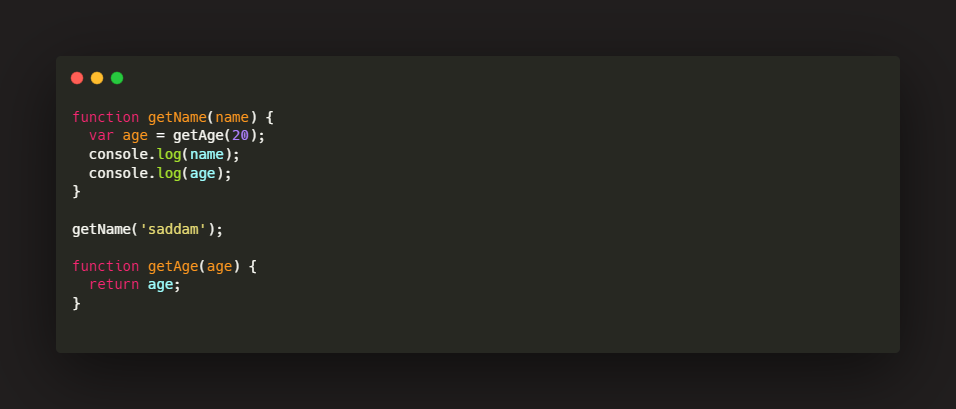 function getName(name) {
  var age = getAge(20);
  console.log(name);
  console.log(age);
}

getName('saddam');

function getAge(age) {
  return age;
}